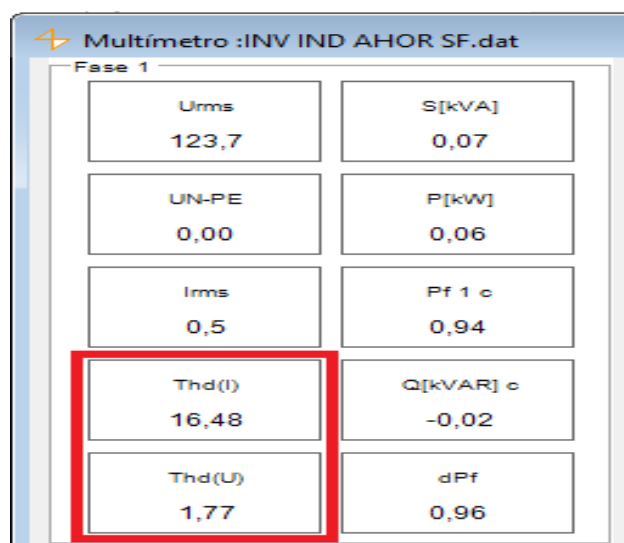 Multímetro :INV IND AHOR SF.dat
Fase 1
Urms S[kVA]
123,7 0,07
UN-PE P[kW]
0,00 0,06
Irms Pf 1 c
0,5 0,94
Thd(I) Q[kVAR] c
16,48 -0,02
Thd(U) dPf
1,77 0,96